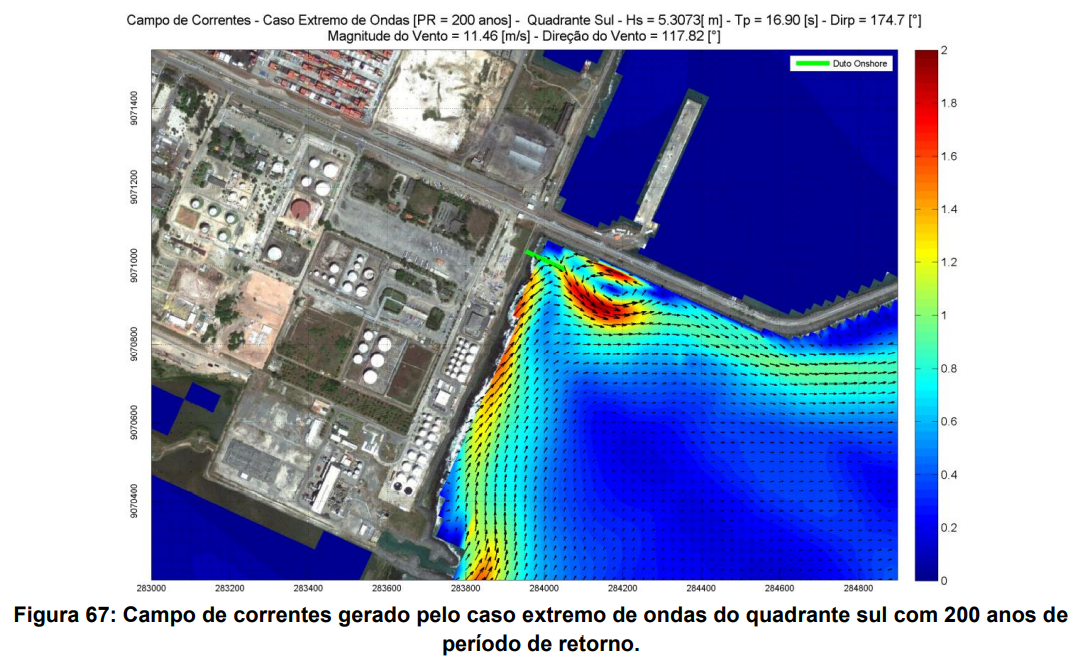 Campo de Correntes - Caso Extremo de Ondas [PR = 200 anos] - Quadrante Sul - Hs = 5.3073[ m] - Tp = 16.90 [s] - Dirp = 174.7 [°]
Magnitude do Vento = 11.46 [m/s] - Direção do Vento = 117.82 [°]
Duto Onshore
9071400
9071200
9071000
9070800
9070600
9070400
283000 283200 283400 283600 283800 284000 284200 284400 284600 284800
2
1.8
1.6
1.4
1.2
1
0.8
0.6
0.4
0.2
0
Figura 67: Campo de correntes gerado pelo caso extremo de ondas do quadrante sul com 200 anos de
período de retorno.